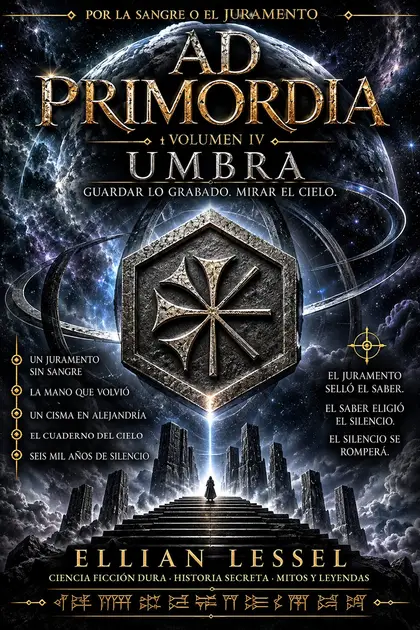 POR LA SANGRE O EL JURAMENTO
AD
PRIMORDIA
VOLUMEN IV
UMBRA
GUARDAR LO GRABADO. MIRAR EL CIELO.
UN JURAMENTO
SIN SANGRE
LA MANO QUE VOLVIÓ
UN CISMA EN ALEJANDRÍA
EL CUADERNO DEL CIELO
SEIS MIL AÑOS DE SILENCIO
EL JURAMENTO
SELLÓ EL SABER.
EL SABER ELIGIÓ
EL SILENCIO.
EL SILENCIO SE
ROMPERÁ.
ELLIAN LESSEL
CIENCIA FICCIÓN DURA · HISTORIA SECRETA · MITOS Y LEYENDAS